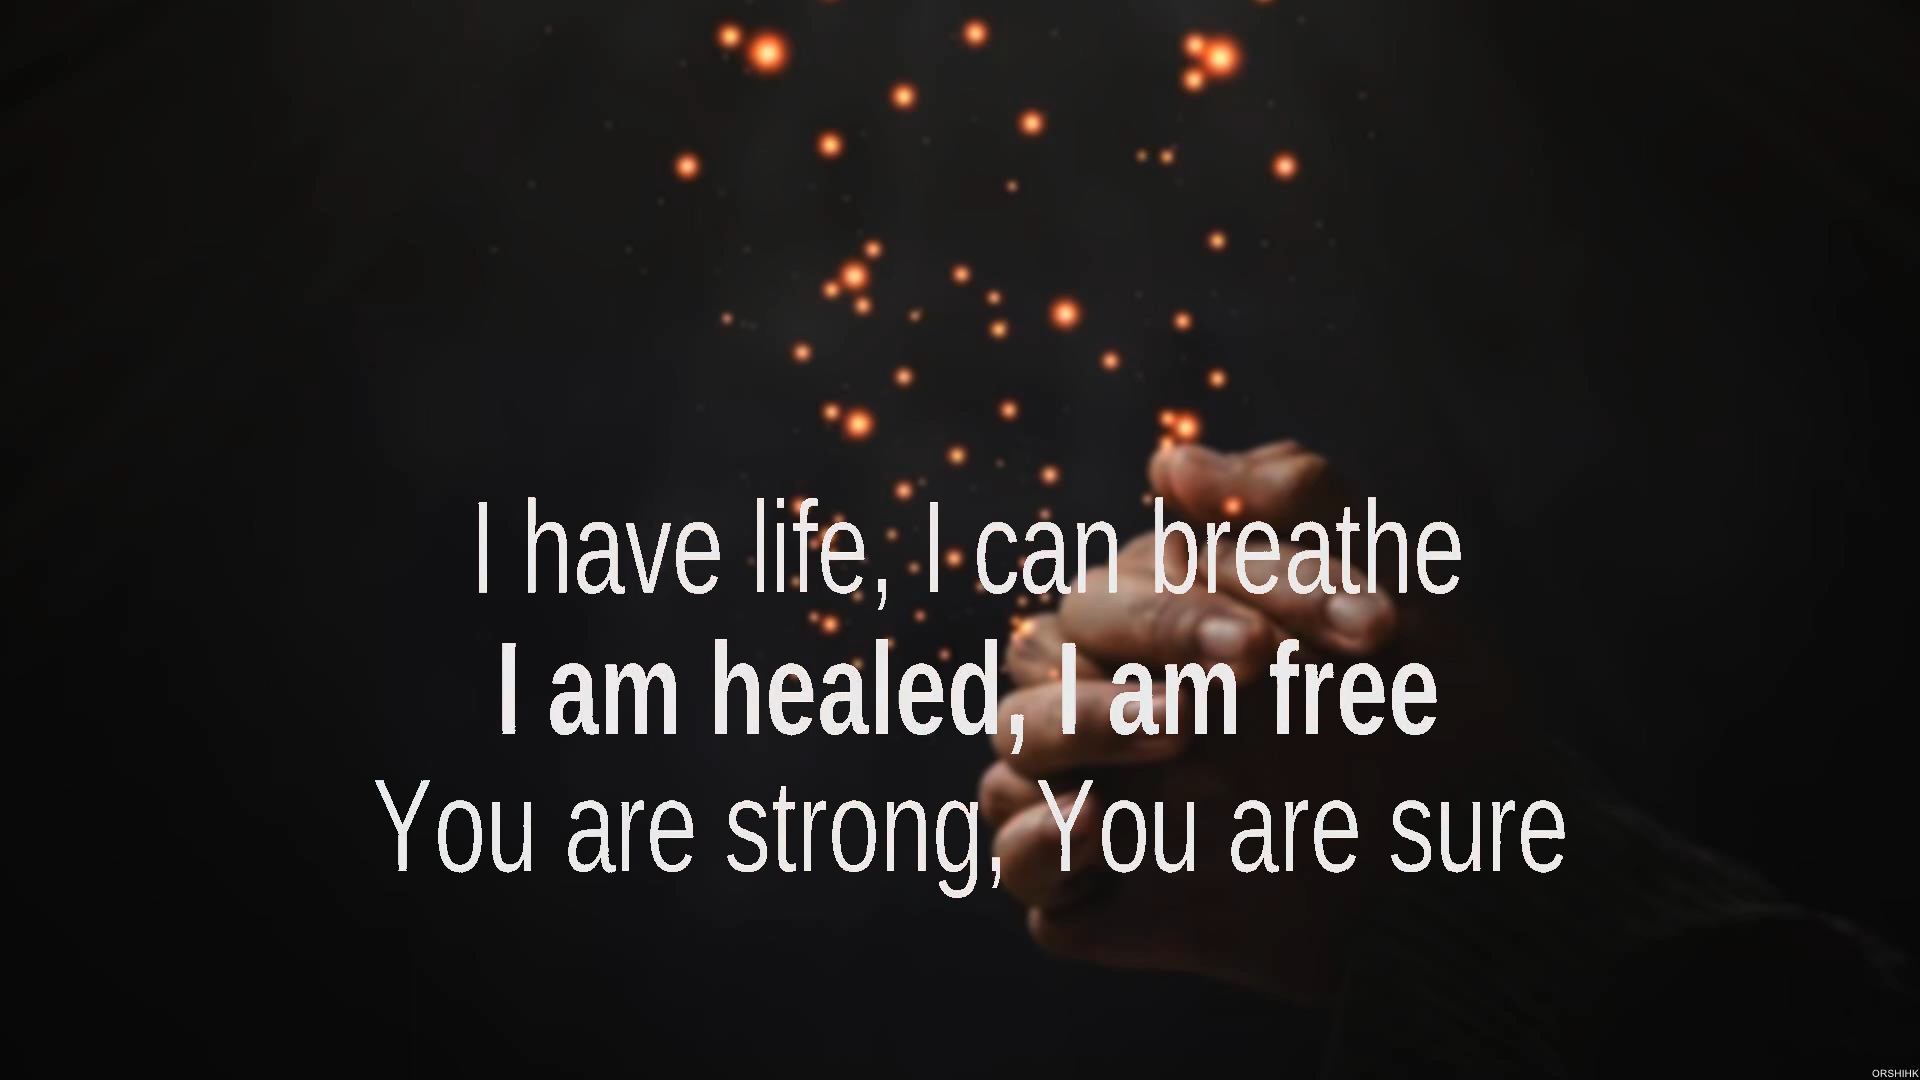 I have life, I can breathe
I am healed, I am free
You are strong, You are sure
ORSHIHK